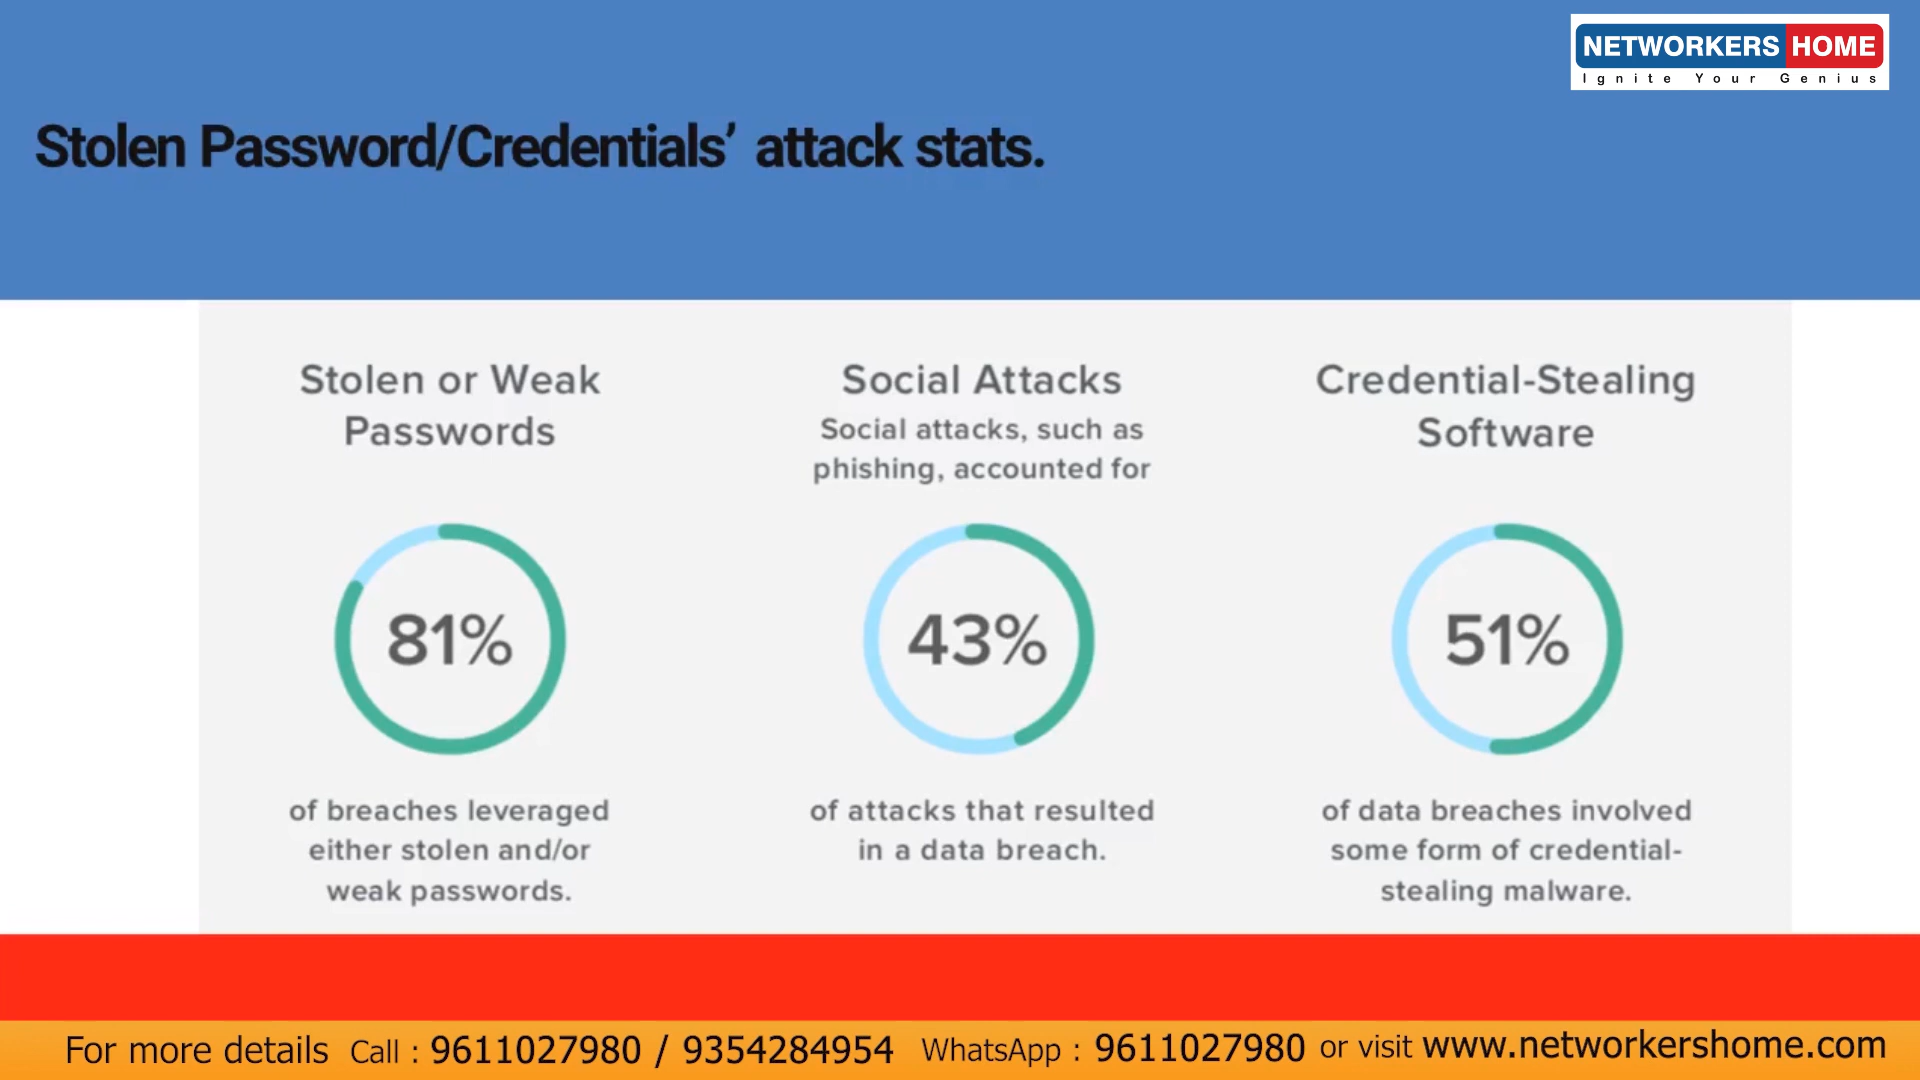 NETWORKERS HOME
Ignite Your Genius
Stolen Password/Credentials’ attack stats.
Stolen or Weak
Passwords
81%
of breaches leveraged
either stolen and/or
weak passwords.
Social Attacks
Social attacks, such as
phishing, accounted for
43%
of attacks that resulted
in a data breach.
Credential-Stealing
Software
51%
of data breaches involved
some form of credential-
stealing malware.
For more details Call : 9611027980 / 9354284954 WhatsApp : 9611027980 or visit www.networkershome.com